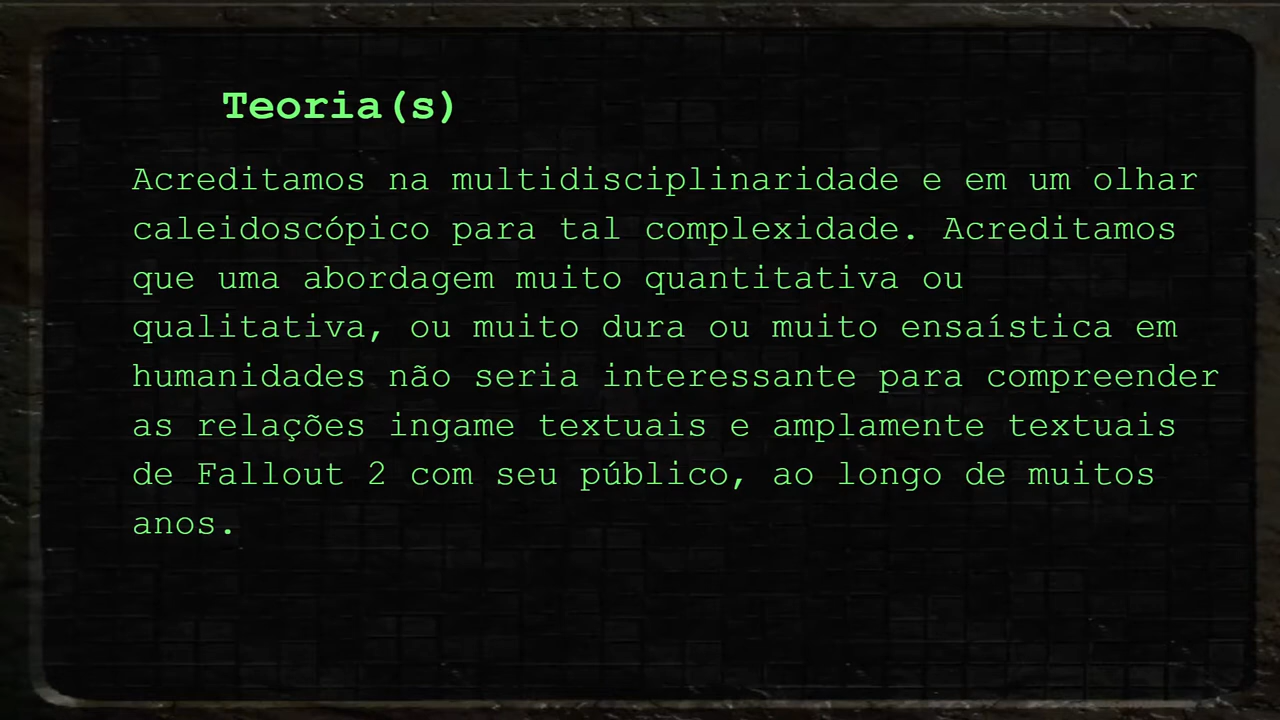 Teoria(s)
Acreditamos na multidisciplinaridade e em um olhar
caleidoscópico para tal complexidade. Acreditamos
que uma abordagem muito quantitativa ou
qualitativa, ou muito dura ou muito ensaística em
humanidades não seria interessante para compreender
as relações ingame textuais e amplamente textuais
de Fallout 2 com seu público, ao longo de muitos
anos.